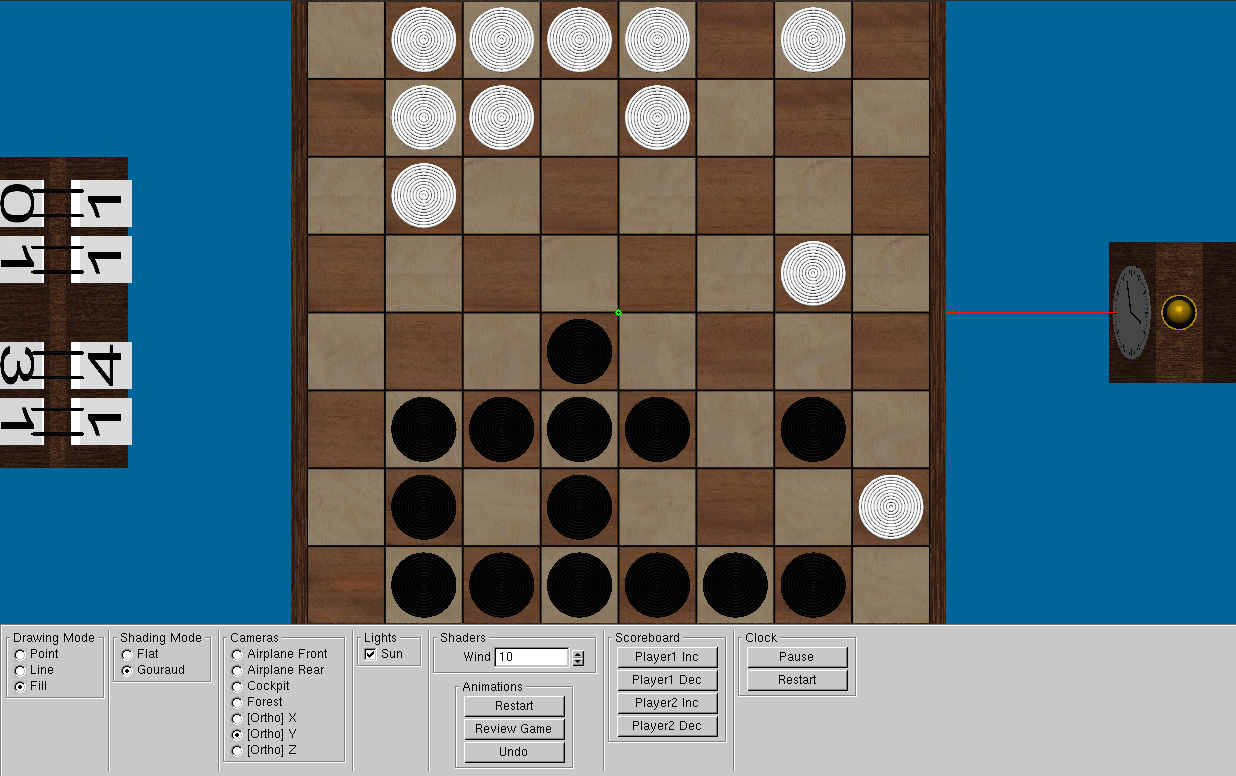 0 1
1 1
3 4
1 1
Drawing Mode
Point
Line
Fill
Shading Mode
Flat
Gouraud
Cameras
Airplane Front
Airplane Rear
Cockpit
Forest
[Ortho] X
[Ortho] Y
[Ortho] Z
Lights
Sun
Shaders
Wind 10
Animations
Restart
Review Game
Undo
Scoreboard
Player1 Inc
Player1 Dec
Player2 Inc
Player2 Dec
Clock
Pause
Restart